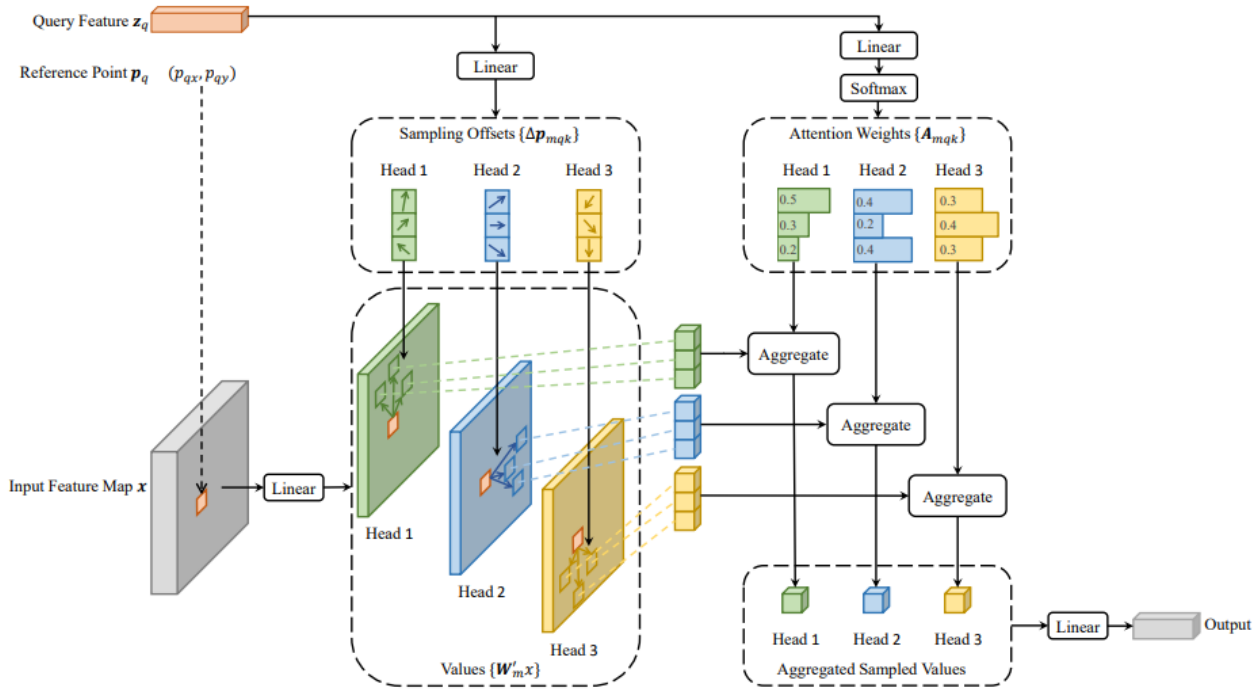 Query Feature z_q
Reference Point p_q (p_qx, p_qy)
Linear
Linear
Softmax
Sampling Offsets {Δp_mqk}
Head 1 Head 2 Head 3
Attention Weights {A_mqk}
Head 1 Head 2 Head 3
0.5 0.4 0.3
0.3 0.2 0.4
0.2 0.4 0.3
Aggregate
Aggregate
Aggregate
Input Feature Map x
Linear
Head 1
Head 2
Head 3
Values {W'_m x}
Head 1 Head 2 Head 3
Aggregated Sampled Values
Linear
Output